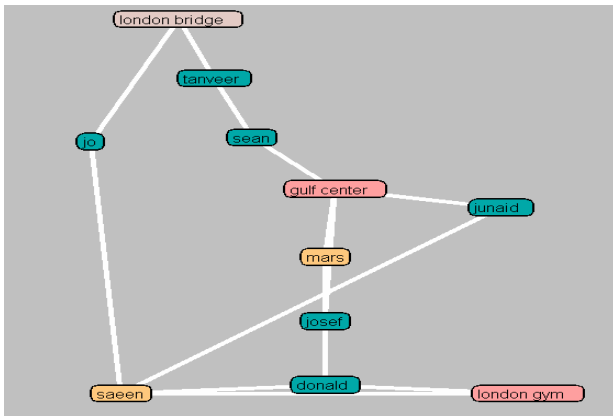 london bridge
tanveer
jo
sean
gulf center
junaid
mars
josef
donald
saeen
london gym